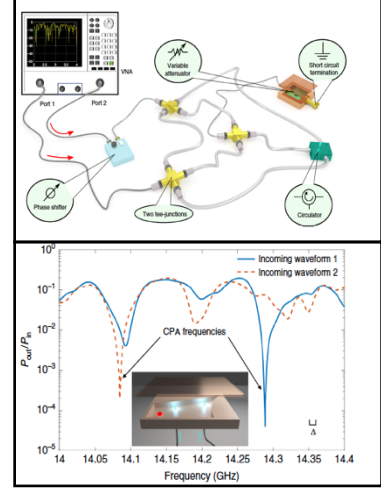 Variable
attenuator
Short circuit
termination
VNA
Port 1
Port 2
Phase shifter
Two tee-junctions
Circulator
10⁰
10⁻¹
10⁻²
10⁻³
10⁻⁴
10⁻⁵
P_out/P_in
Incoming waveform 1
Incoming waveform 2
CPA frequencies
Δ
14
14.05
14.1
14.15
14.2
14.25
14.3
14.35
14.4
Frequency (GHz)